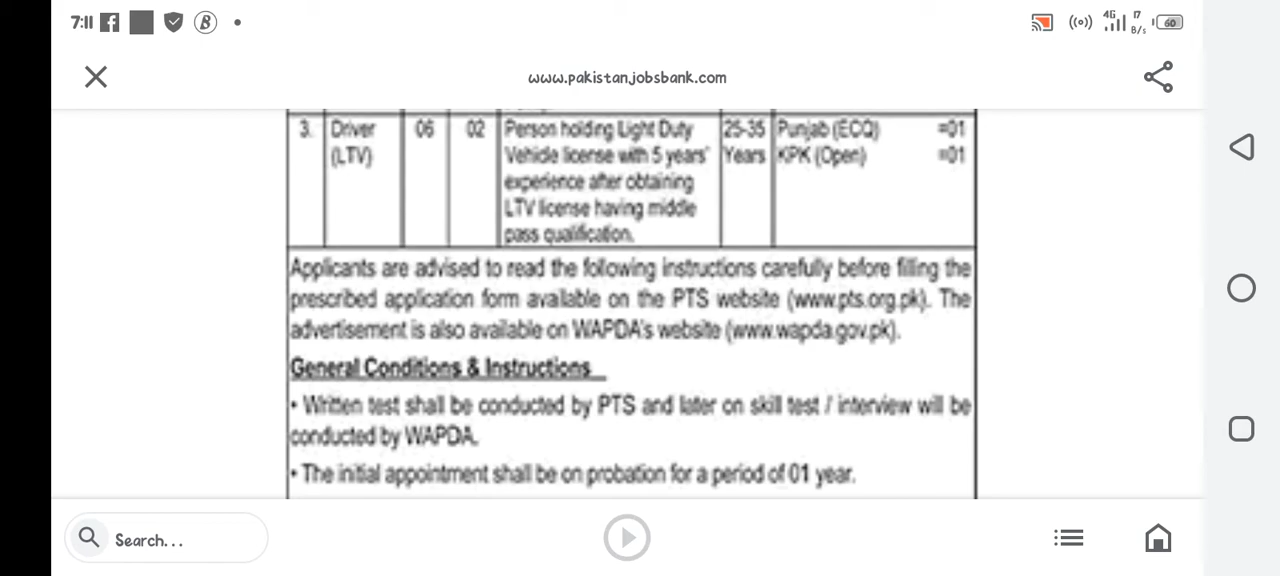 7:11
4G 17 B/s 60
www.pakistanjobsbank.com
3. Driver 06 02 Person holding Light Duty 25-35 Punjab (ECQ) =01
(LTV) Vehicle license with 5 years' Years KPK (Open) =01
experience after obtaining
LTV license having middle
pass qualification.
Applicants are advised to read the following instructions carefully before filling the
prescribed application form available on the PTS website (www.pts.org.pk). The
advertisement is also available on WAPDA's website (www.wapda.gov.pk).
General Conditions & Instructions
• Written test shall be conducted by PTS and later on skill test / interview will be
conducted by WAPDA.
• The initial appointment shall be on probation for a period of 01 year.
Search...